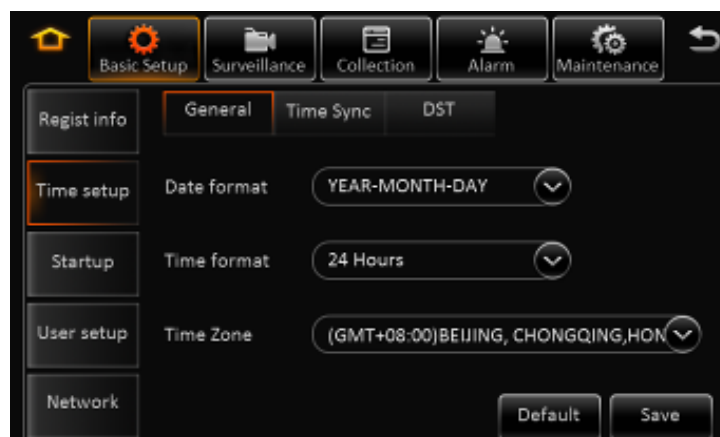 Basic Setup Surveillance Collection Alarm Maintenance
Regist info General Time Sync DST
Time setup Date format YEAR-MONTH-DAY
Startup Time format 24 Hours
User setup Time Zone (GMT+08:00)BEIJING, CHONGQING,HON
Network Default Save